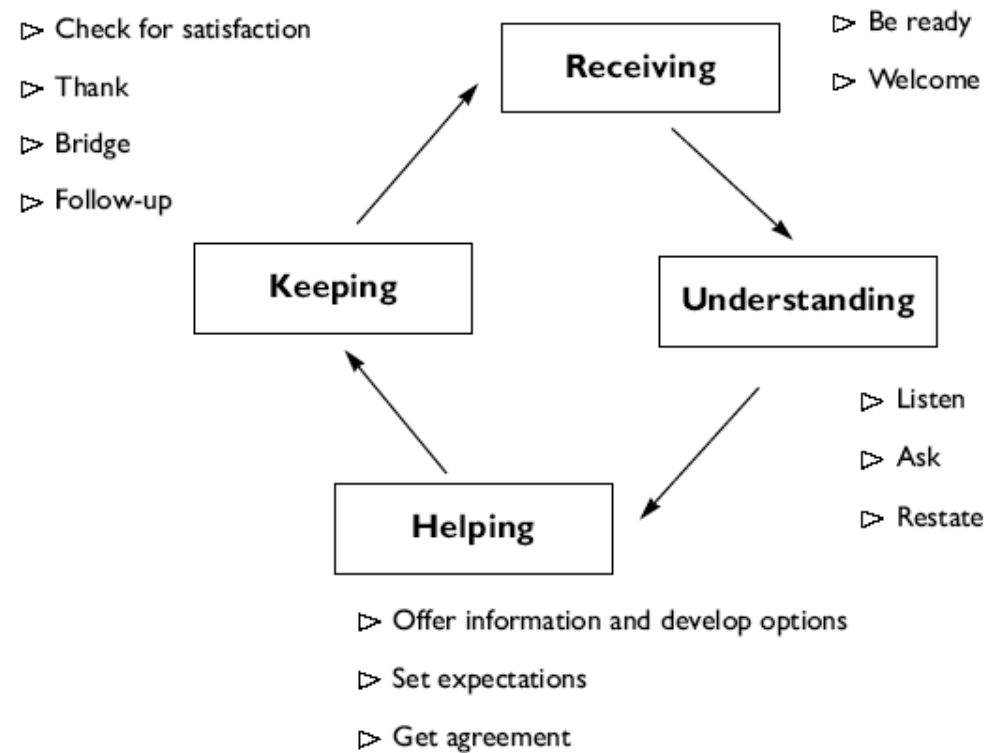 Receiving
Be ready
Welcome
Understanding
Listen
Ask
Restate
Helping
Offer information and develop options
Set expectations
Get agreement
Keeping
Check for satisfaction
Thank
Bridge
Follow-up